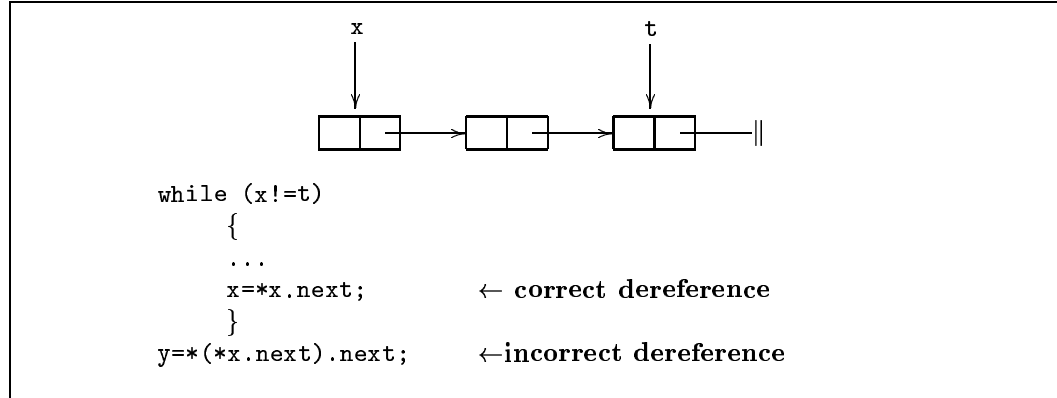 x t
while (x!=t)
{
...
x=*x.next; ← correct dereference
}
y=*(*x.next).next; ←incorrect dereference